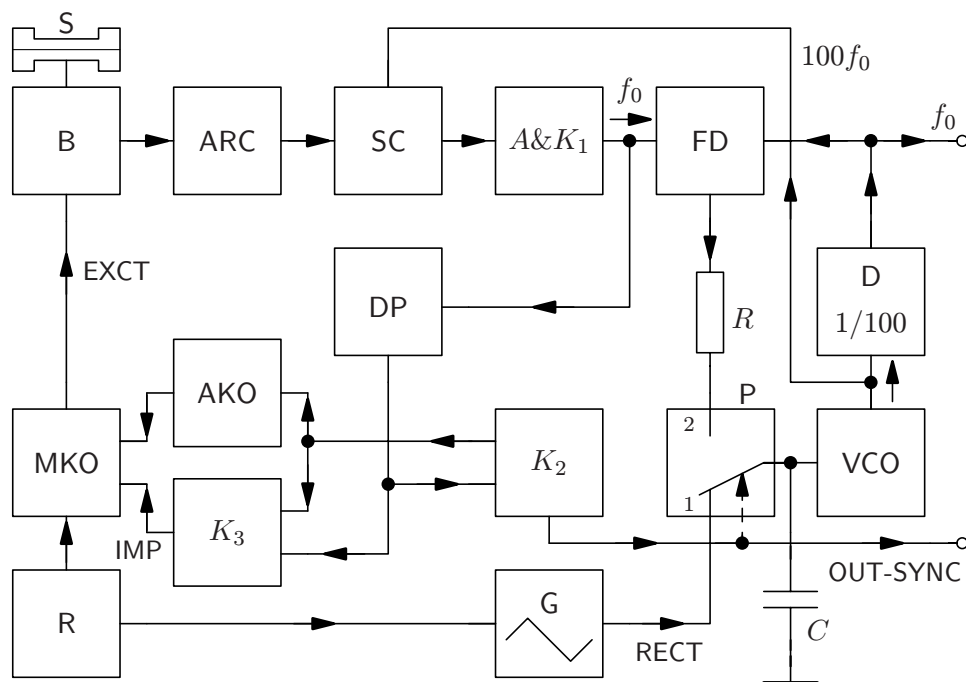 S
100f₀
B
ARC
SC
A&K₁
f₀
FD
f₀
EXCT
DP
R
D
1/100
AKO
MKO
K₂
P
2
1
VCO
K₃
IMP
OUT-SYNC
R
G
RECT
C